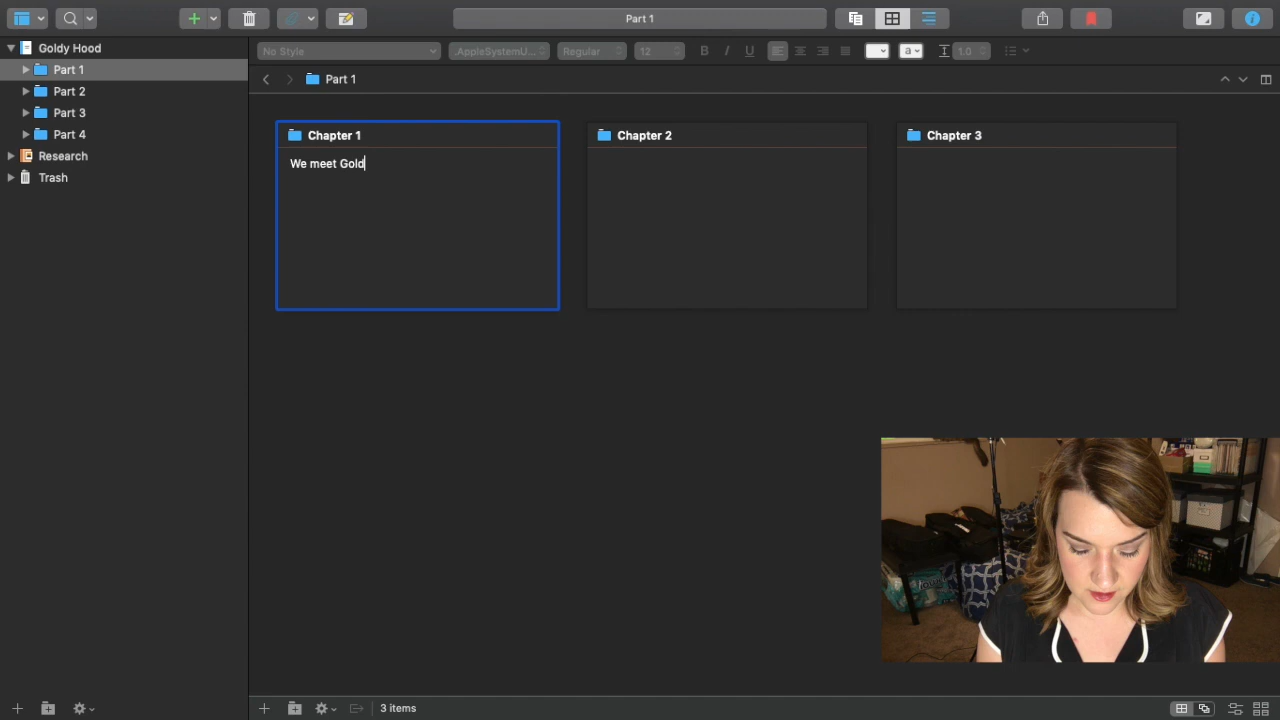 Part 1
Goldy Hood
Part 1
Part 2
Part 3
Part 4
Research
Trash
No Style
.AppleSystemU...
Regular
12
B
I
U
a
1.0
Part 1
Chapter 1
We meet Gold
Chapter 2
Chapter 3
3 items